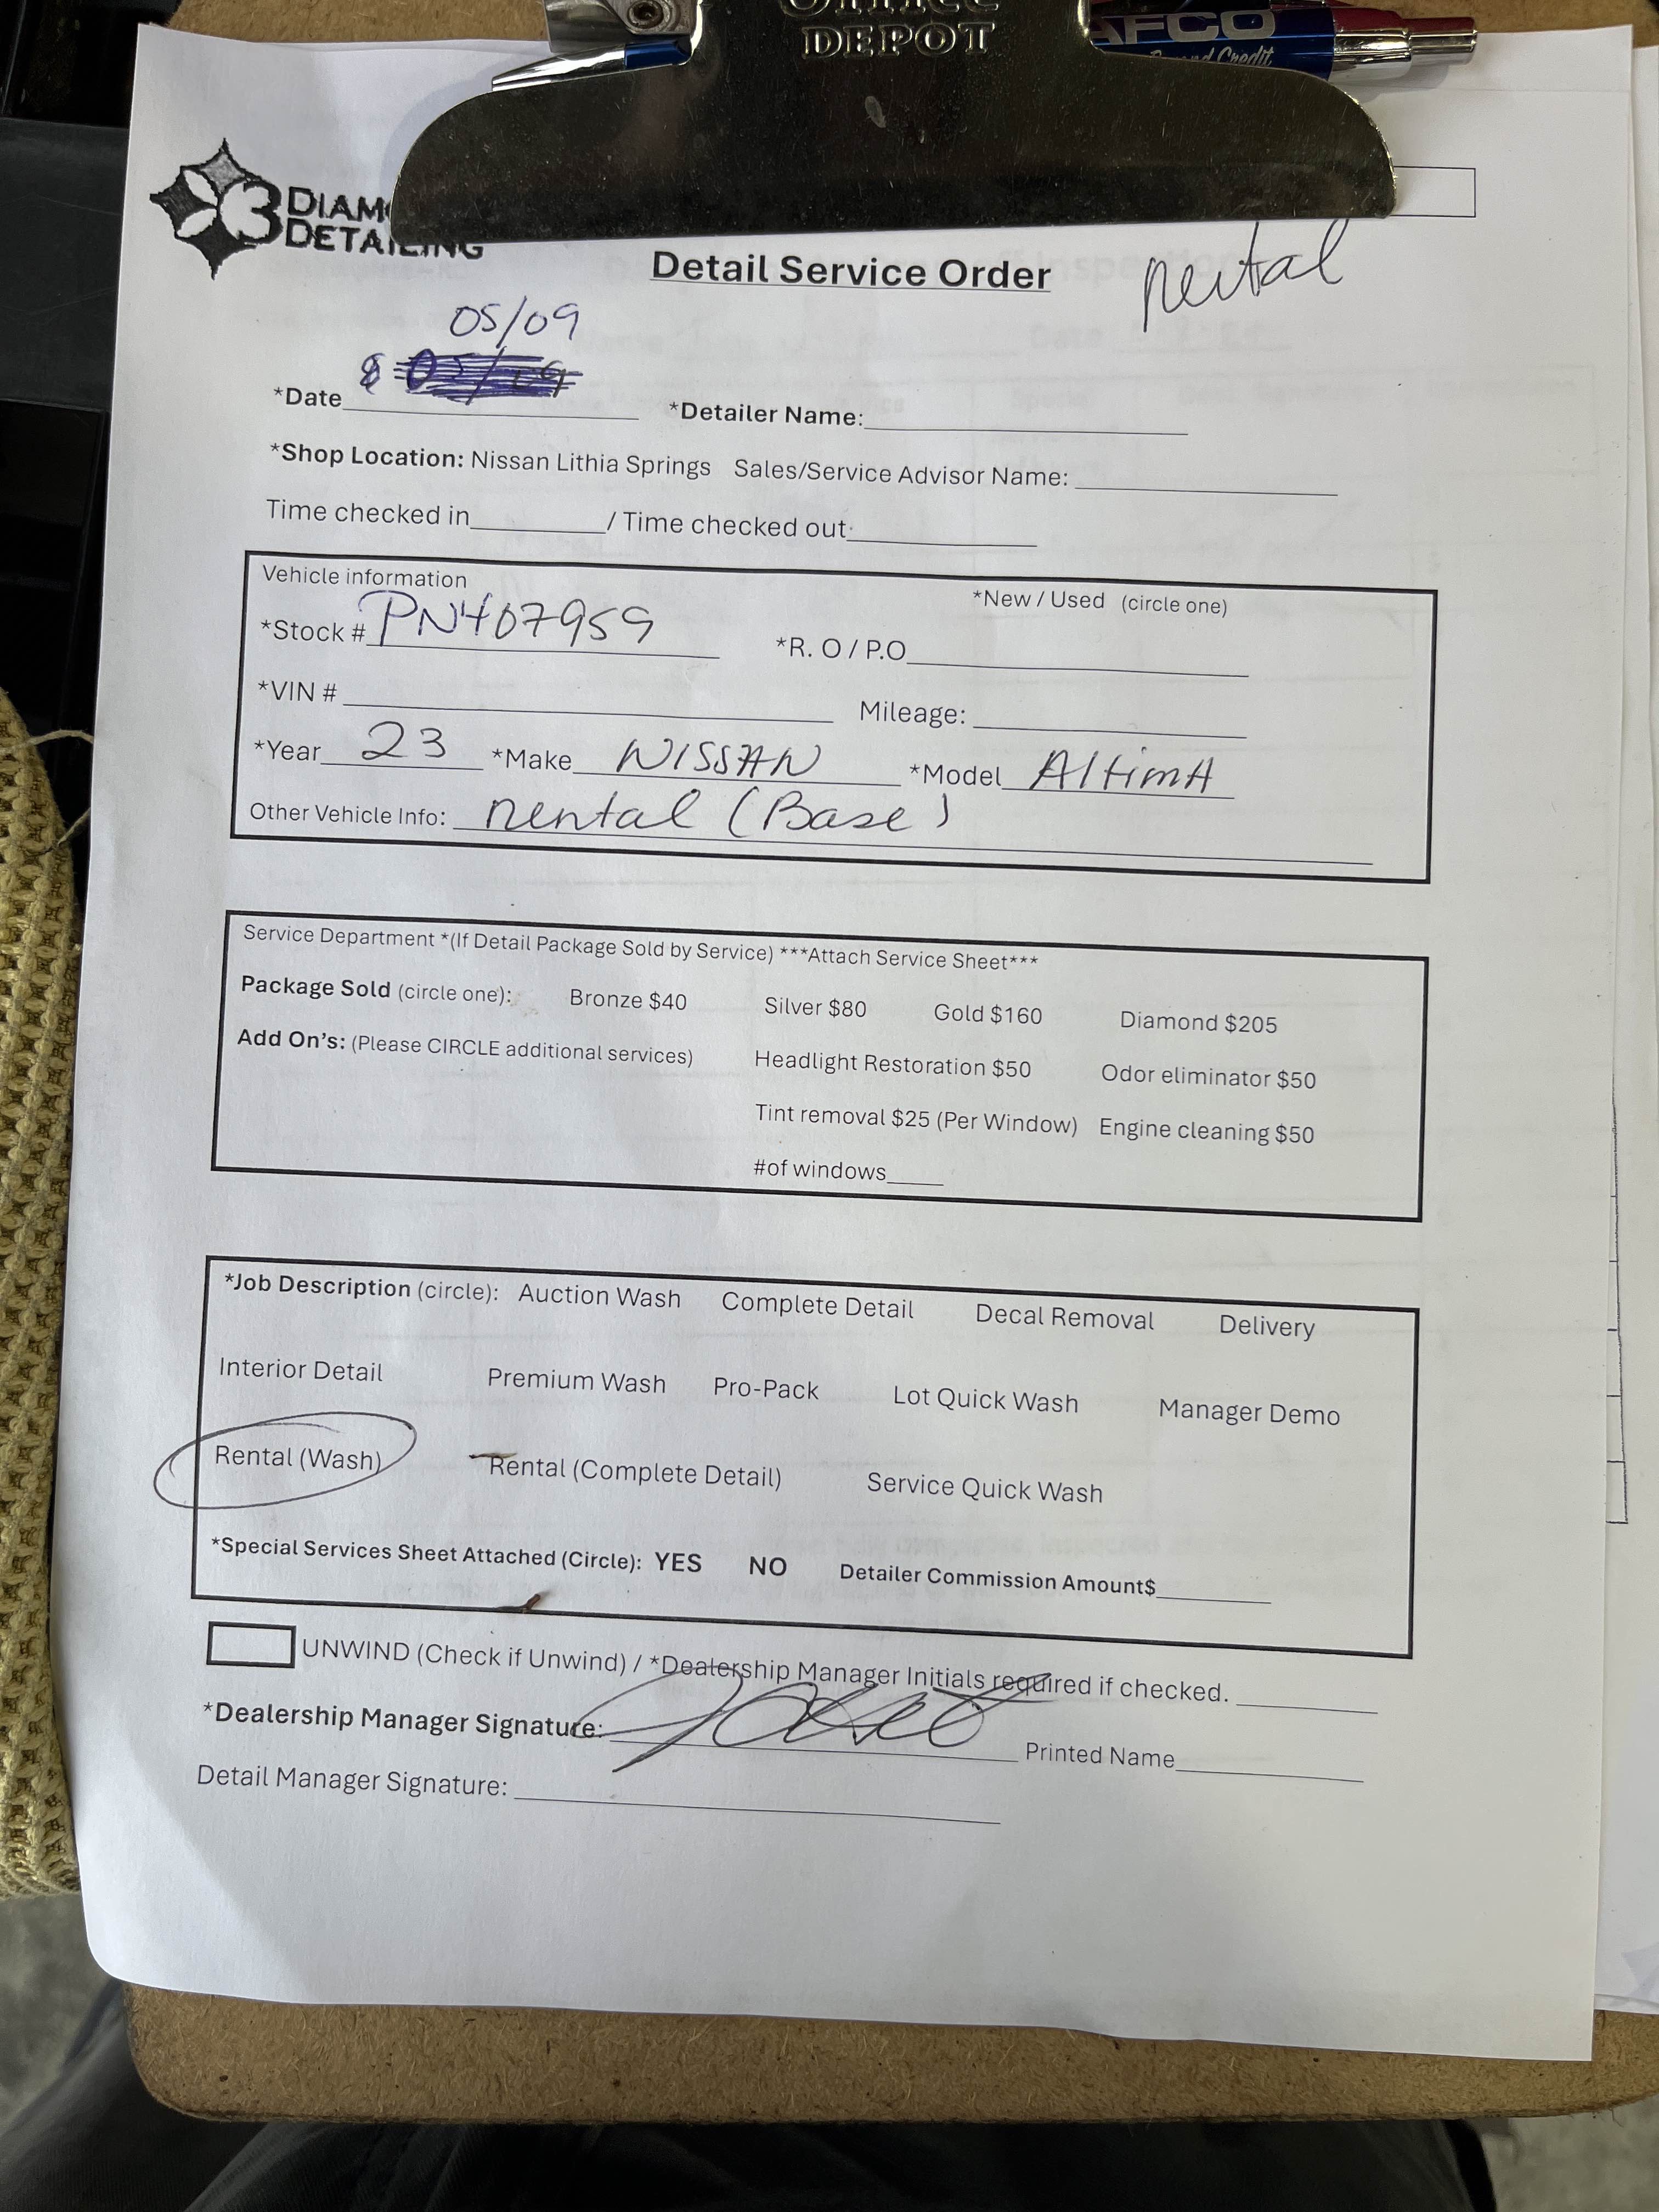 OFFICE
DEPOT
AFCO
Credit
3 DIAM
DETAILING
Detail Service Order
rental
05/09
*Date 05/09 *Detailer Name:
*Shop Location: Nissan Lithia Springs Sales/Service Advisor Name:
Time checked in / Time checked out:
Vehicle information
*New / Used (circle one)
*Stock # PN407959 *R. O / P.O
*VIN # Mileage:
*Year 23 *Make NISSAN *Model AltimA
Other Vehicle Info: rental (Base)
Service Department *(If Detail Package Sold by Service) ***Attach Service Sheet***
Package Sold (circle one): Bronze $40 Silver $80 Gold $160 Diamond $205
Add On's: (Please CIRCLE additional services) Headlight Restoration $50 Odor eliminator $50
Tint removal $25 (Per Window) Engine cleaning $50
#of windows
*Job Description (circle): Auction Wash Complete Detail Decal Removal Delivery
Interior Detail Premium Wash Pro-Pack Lot Quick Wash Manager Demo
Rental (Wash) Rental (Complete Detail) Service Quick Wash
*Special Services Sheet Attached (Circle): YES NO Detailer Commission Amount$
UNWIND (Check if Unwind) / *Dealership Manager Initials required if checked.
*Dealership Manager Signature: Printed Name
Detail Manager Signature: